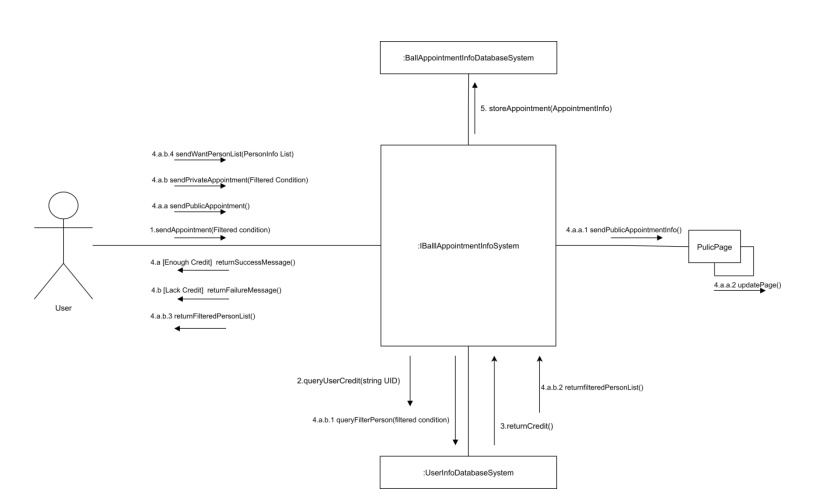 :BallAppointmentInfoDatabaseSystem
5. storeAppointment(AppointmentInfo)
4.a.b.4 sendWantPersonList(PersonInfo List)
4.a.b sendPrivateAppointment(Filtered Condition)
4.a.a sendPublicAppointment()
1.sendAppointment(Filtered condition)
4.a [Enough Credit] returnSuccessMessage()
4.b [Lack Credit] returnFailureMessage()
4.a.b.3 returnFilteredPersonList()
User
:IBallIAppointmentInfoSystem
4.a.a.1 sendPublicAppointmentInfo()
PulicPage
4.a.a.2 updatePage()
2.queryUserCredit(string UID)
4.a.b.1 queryFilterPerson(filtered condition)
3.returnCredit()
4.a.b.2 returnfilteredPersonList()
:UserInfoDatabaseSystem